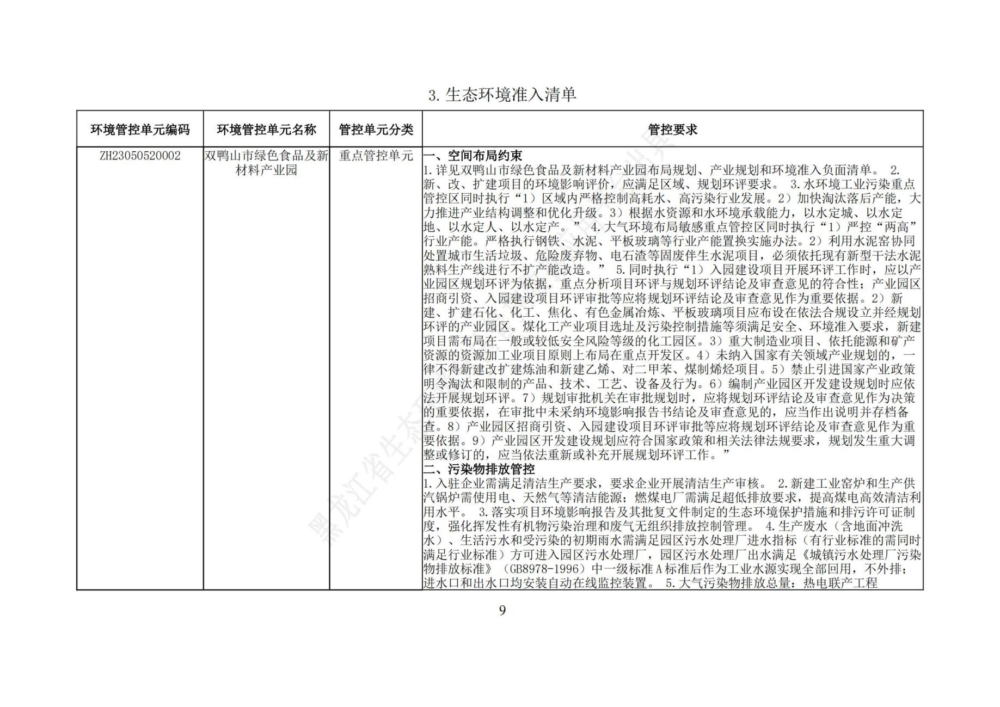 3.生态环境准入清单
环境管控单元编码 环境管控单元名称 管控单元分类 管控要求
ZH23050520002 双鸭山市绿色食品及新材料产业园 重点管控单元
一、空间布局约束
1.详见双鸭山市绿色食品及新材料产业园布局规划、产业规划和环境准入负面清单。 2.
新、改、扩建项目的环境影响评价，应满足区域、规划环评要求。 3.水环境工业污染重点
管控区同时执行“1）区域内严格控制高耗水、高污染行业发展。2）加快淘汰落后产能，大
力推进产业结构调整和优化升级。3）根据水资源和水环境承载能力，以水定城、以水定
地、以水定人、以水定产。” 4.大气环境布局敏感重点管控区同时执行“1）严控“两高”
行业产能。严格执行钢铁、水泥、平板玻璃等行业产能置换实施办法。2）利用水泥窑协同
处置城市生活垃圾、危险废弃物、电石渣等固废伴生水泥项目，必须依托现有新型干法水泥
熟料生产线进行不扩产能改造。” 5.同时执行“1）入园建设项目开展环评工作时，应以产
业园区规划环评为依据，重点分析项目环评与规划环评结论及审查意见的符合性；产业园区
招商引资、入园建设项目环评审批等应将规划环评结论及审查意见作为重要依据。2）新
建、扩建石化、化工、焦化、有色金属冶炼、平板玻璃项目应布设在依法合规设立并经规划
环评的产业园区。煤化工产业项目选址及污染控制措施等须满足安全、环境准入要求，新建
项目需布局在一般或较低安全风险等级的化工园区。3）重大制造业项目、依托能源和矿产
资源的资源加工业项目原则上布局在重点开发区。4）未纳入国家有关领域产业规划的，一
律不得新建改扩建炼油和新建乙烯、对二甲苯、煤制烯烃项目。5）禁止引进国家产业政策
明令淘汰和限制的产品、技术、工艺、设备及行为。6）编制产业园区开发建设规划时应依
法开展规划环评。7）规划审批机关在审批规划时，应将规划环评结论及审查意见作为决策
的重要依据，在审批中未采纳环境影响报告书结论及审查意见的，应当作出说明并存档备
查。8）产业园区招商引资、入园建设项目环评审批等应将规划环评结论及审查意见作为重
要依据。9）产业园区开发建设规划应符合国家政策和相关法律法规要求，规划发生重大调
整或修订的，应当依法重新或补充开展规划环评工作。”
二、污染物排放管控
1.入驻企业需满足清洁生产要求，要求企业开展清洁生产审核。 2.新建工业窑炉和生产供
汽锅炉需使用电、天然气等清洁能源；燃煤电厂需满足超低排放要求，提高煤电高效清洁利
用水平。 3.落实项目环境影响报告及其批复文件制定的生态环境保护措施和排污许可证制
度，强化挥发性有机物污染治理和废气无组织排放控制管理。 4.生产废水（含地面冲洗
水）、生活污水和受污染的初期雨水需满足园区污水处理厂进水指标（有行业标准的需同时
满足行业标准）方可进入园区污水处理厂，园区污水处理厂出水满足《城镇污水处理厂污染
物排放标准》（GB8978-1996）中一级标准A标准后作为工业水源实现全部回用，不外排；
进水口和出水口均安装自动在线监控装置。 5.大气污染物排放总量：热电联产工程
9